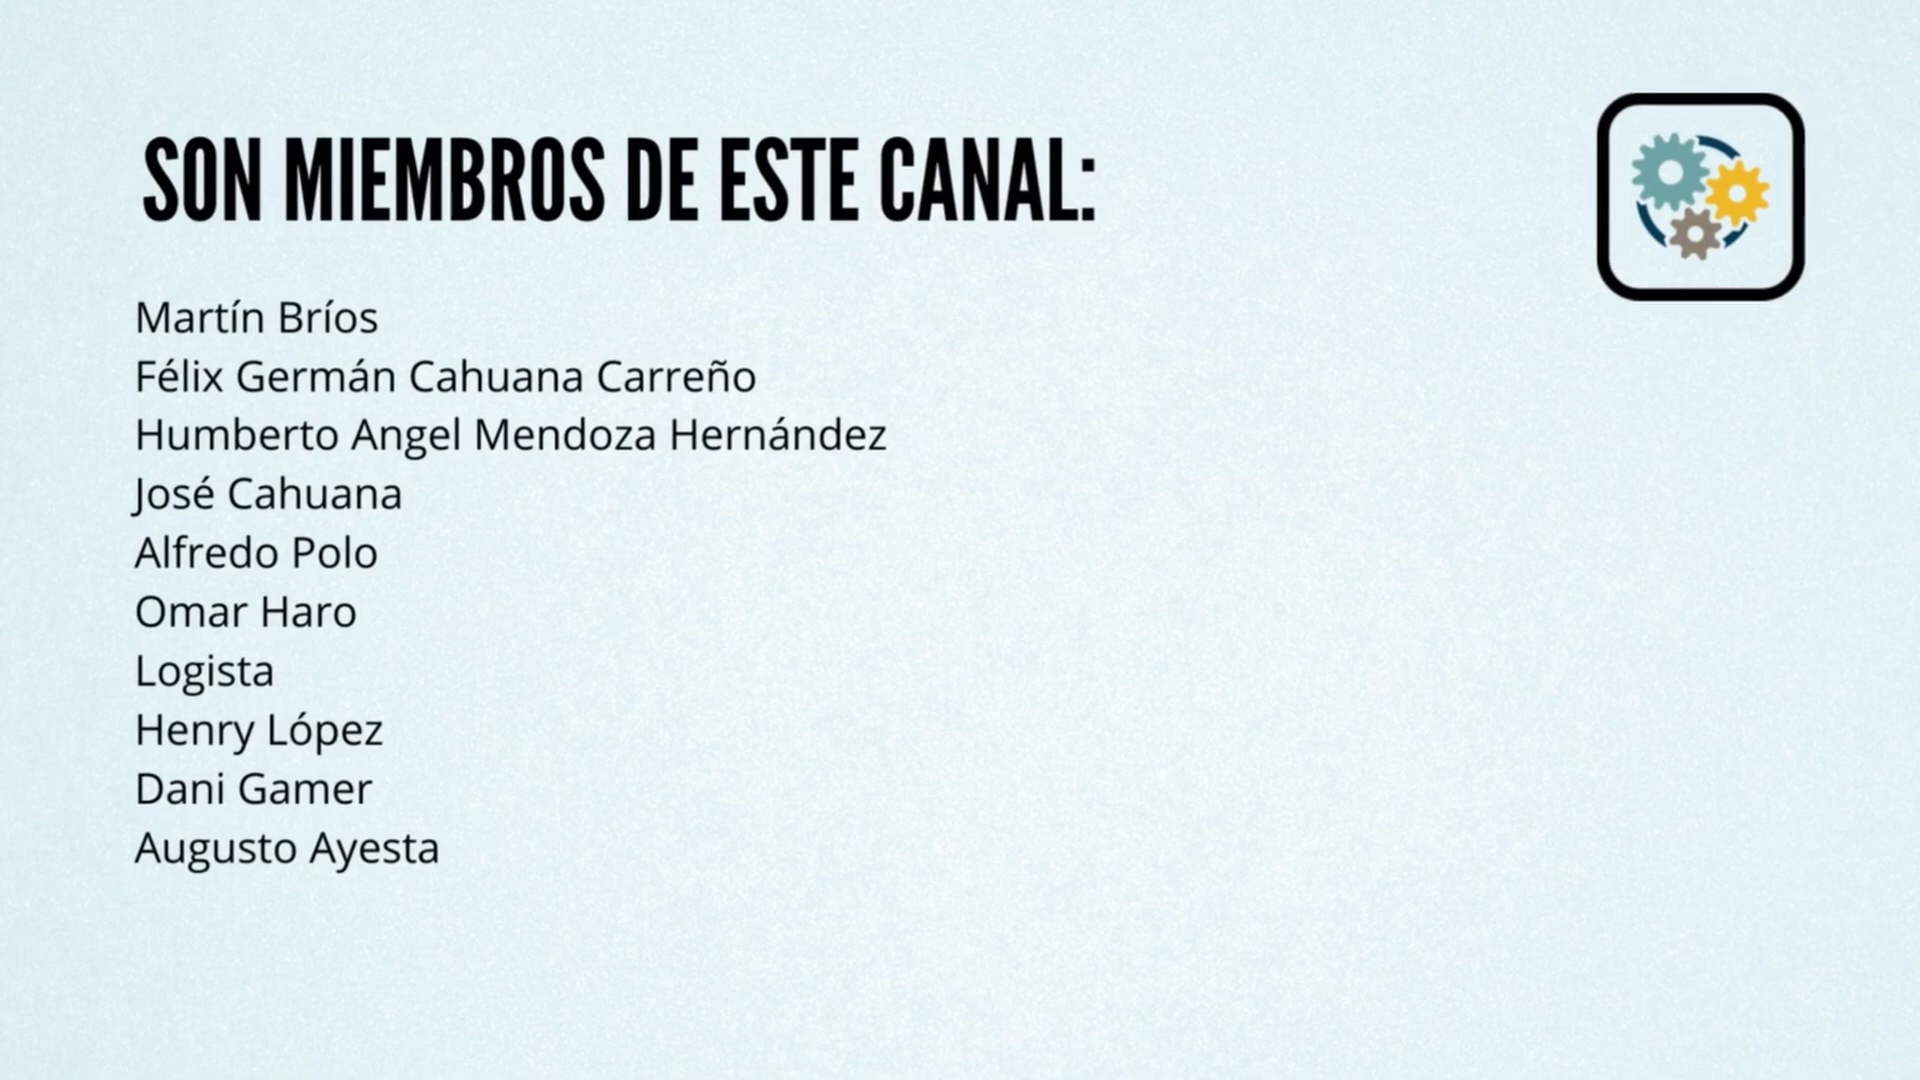 SON MIEMBROS DE ESTE CANAL:
Martín Bríos
Félix Germán Cahuana Carreño
Humberto Angel Mendoza Hernández
José Cahuana
Alfredo Polo
Omar Haro
Logista
Henry López
Dani Gamer
Augusto Ayesta